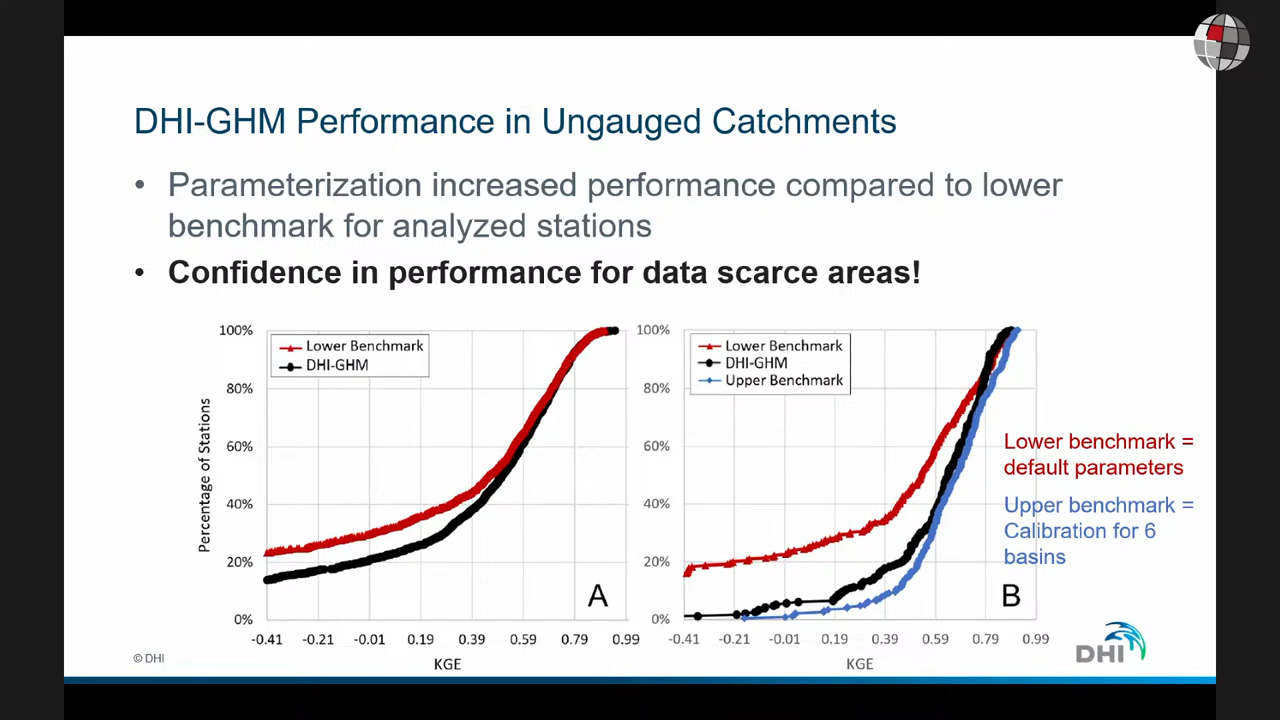 DHI-GHM Performance in Ungauged Catchments
• Parameterization increased performance compared to lower
benchmark for analyzed stations
• Confidence in performance for data scarce areas!
Percentage of Stations
100%
80%
60%
40%
20%
0%
Lower Benchmark
DHI-GHM
A
-0.41 -0.21 -0.01 0.19 0.39 0.59 0.79 0.99
KGE
100%
80%
60%
40%
20%
0%
Lower Benchmark
DHI-GHM
Upper Benchmark
B
-0.41 -0.21 -0.01 0.19 0.39 0.59 0.79 0.99
KGE
Lower benchmark =
default parameters
Upper benchmark =
Calibration for 6
basins
© DHI
DHI